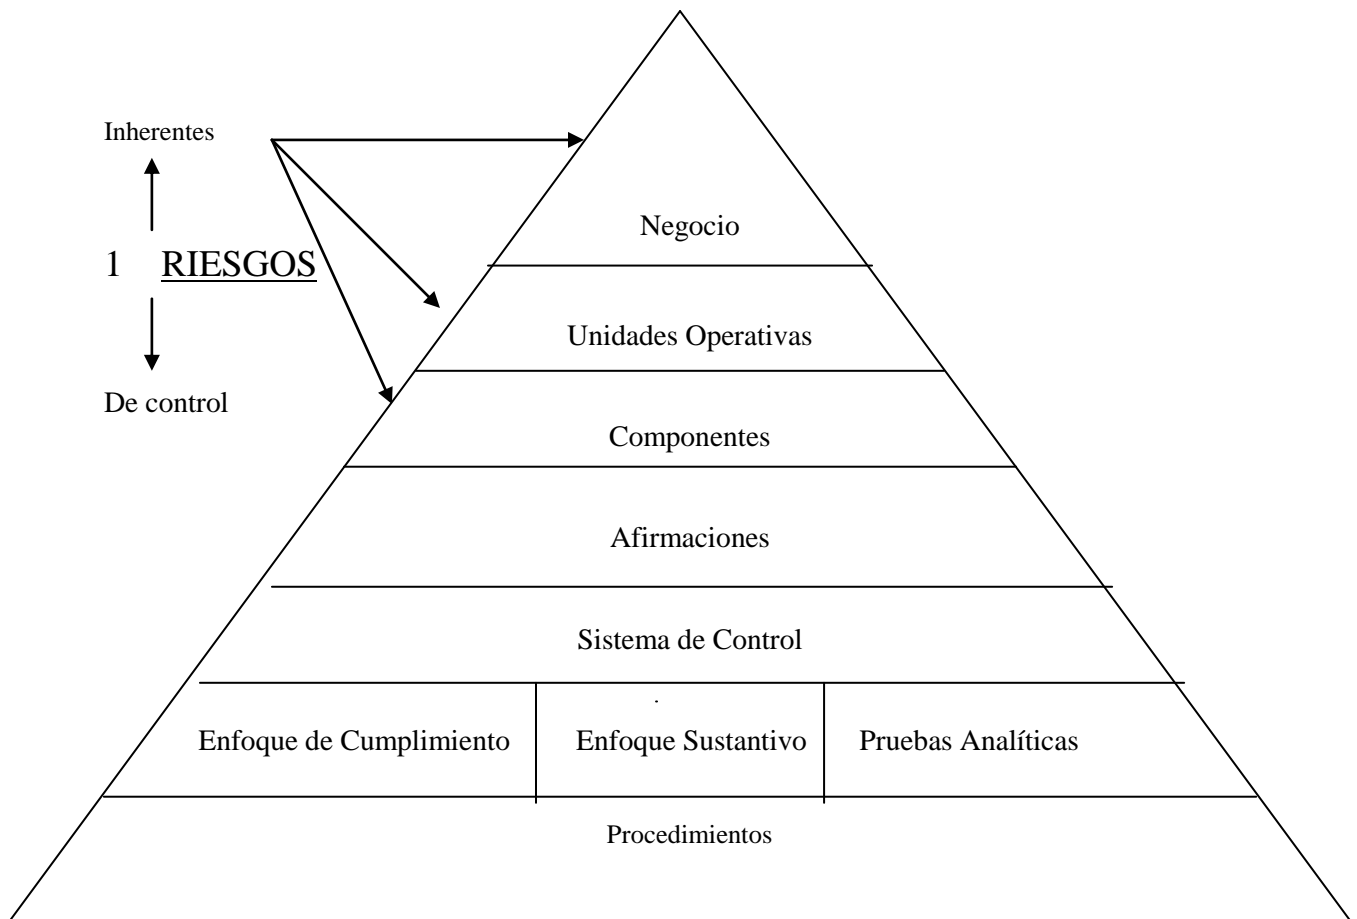 Inherentes
Negocio
1 RIESGOS
Unidades Operativas
De control
Componentes
Afirmaciones
Sistema de Control
Enfoque de Cumplimiento Enfoque Sustantivo Pruebas Analíticas
Procedimientos